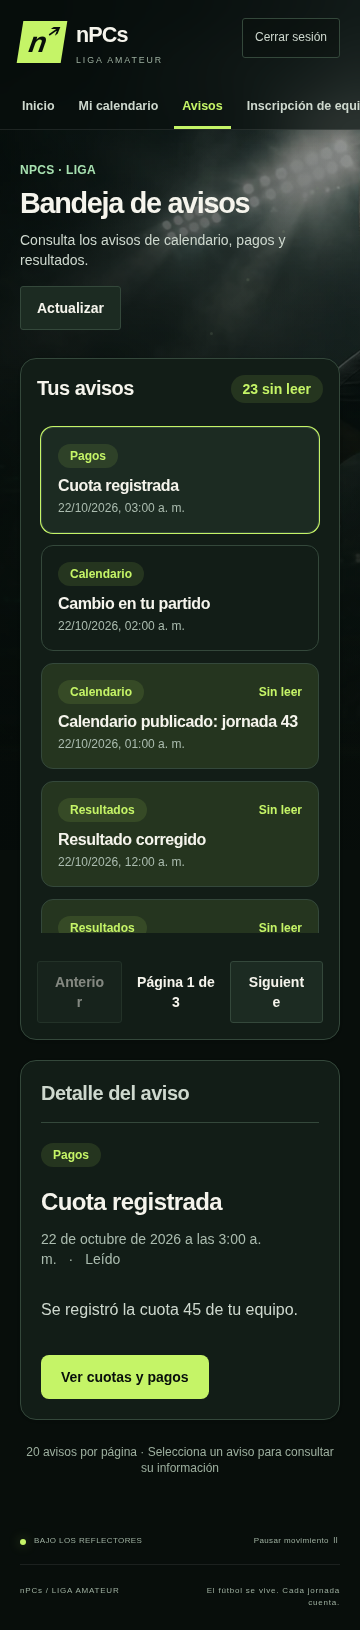 n
nPCs
LIGA AMATEUR
Cerrar sesión
Inicio
Mi calendario
Avisos
Inscripción de equi
NPCS · LIGA
Bandeja de avisos
Consulta los avisos de calendario, pagos y
resultados.
Actualizar
Tus avisos
23 sin leer
Pagos
Cuota registrada
22/10/2026, 03:00 a. m.
Calendario
Cambio en tu partido
22/10/2026, 02:00 a. m.
Calendario
Sin leer
Calendario publicado: jornada 43
22/10/2026, 01:00 a. m.
Resultados
Sin leer
Resultado corregido
22/10/2026, 12:00 a. m.
Resultados
Sin leer
Anterio
r
Página 1 de
3
Siguient
e
Detalle del aviso
Pagos
Cuota registrada
22 de octubre de 2026 a las 3:00 a.
m. · Leído
Se registró la cuota 45 de tu equipo.
Ver cuotas y pagos
20 avisos por página · Selecciona un aviso para consultar
su información
BAJO LOS REFLECTORES
Pausar movimiento II
nPCs / LIGA AMATEUR
El fútbol se vive. Cada jornada
cuenta.